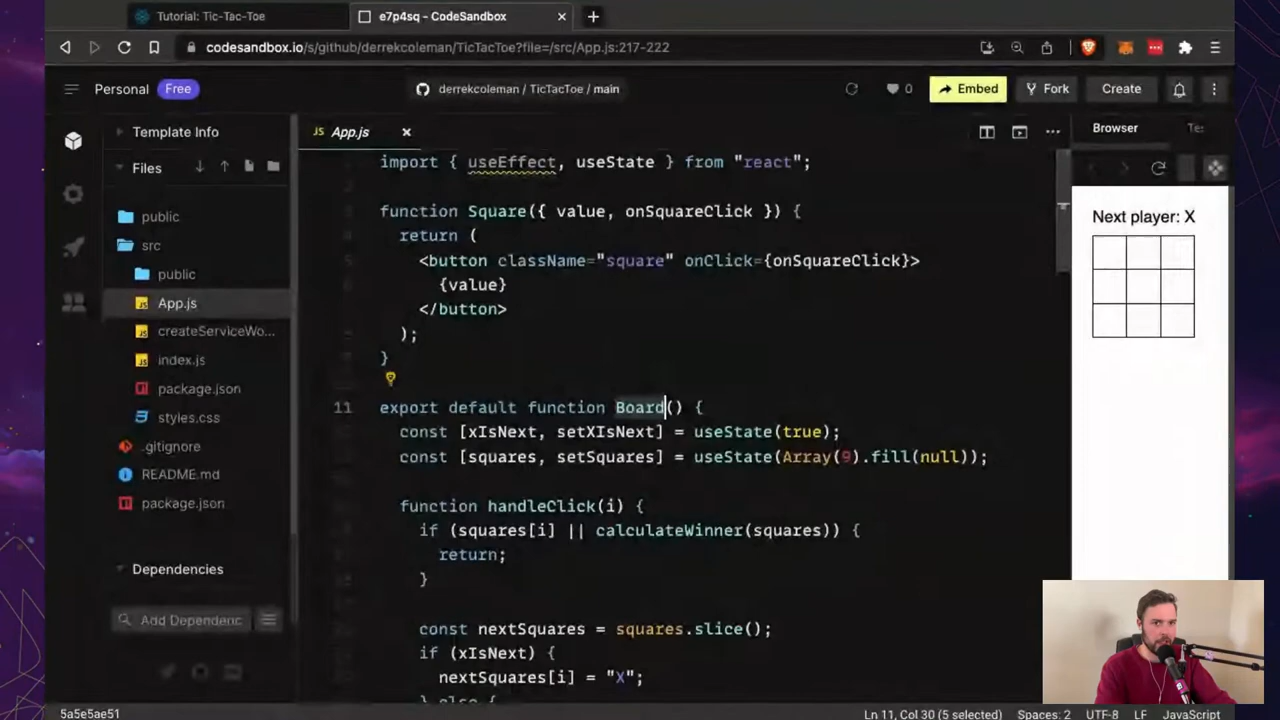 Tutorial: Tic-Tac-Toe
e7p4sq – CodeSandbox
codesandbox.io/s/github/derrekcoleman/TicTacToe?file=/src/App.js:217-222
Personal Free
derrekcoleman / TicTacToe / main
0
Embed
Fork
Create
Template Info
Files
public
src
public
App.js
createServiceWo...
index.js
package.json
styles.css
.gitignore
README.md
package.json
Dependencies
Add Dependenc
JS App.js
import { useEffect, useState } from "react";
function Square({ value, onSquareClick }) {
return (
<button className="square" onClick={onSquareClick}>
{value}
</button>
);
}
11 export default function Board() {
const [xIsNext, setXIsNext] = useState(true);
const [squares, setSquares] = useState(Array(9).fill(null));
function handleClick(i) {
if (squares[i] || calculateWinner(squares)) {
return;
}
const nextSquares = squares.slice();
if (xIsNext) {
nextSquares[i] = "X";
} else {
Browser
Te
Next player: X
5a5e5ae51
Ln 11, Col 30 (5 selected)
Spaces: 2
UTF-8
LF
JavaScript